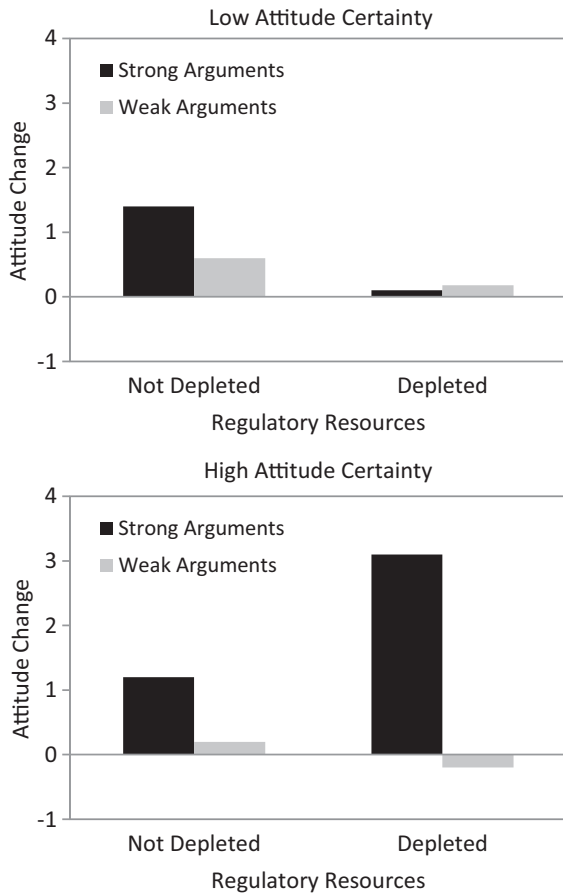 Low Attitude Certainty
4
Strong Arguments
3
Weak Arguments
2
1
0
-1
Attitude Change
Not Depleted Depleted
Regulatory Resources
High Attitude Certainty
4
Strong Arguments
3
Weak Arguments
2
1
0
-1
Attitude Change
Not Depleted Depleted
Regulatory Resources